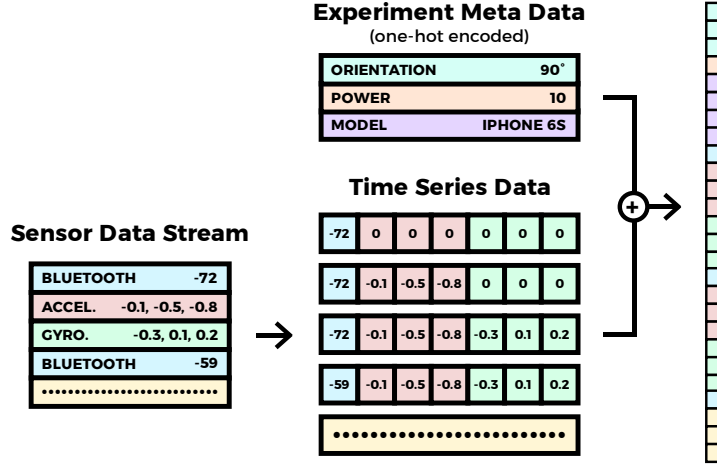 Experiment Meta Data
(one-hot encoded)
ORIENTATION 90°
POWER 10
MODEL IPHONE 6S
Time Series Data
-72 0 0 0 0 0 0
-72 -0.1 -0.5 -0.8 0 0 0
-72 -0.1 -0.5 -0.8 -0.3 0.1 0.2
-59 -0.1 -0.5 -0.8 -0.3 0.1 0.2
Sensor Data Stream
BLUETOOTH -72
ACCEL. -0.1, -0.5, -0.8
GYRO. -0.3, 0.1, 0.2
BLUETOOTH -59
+